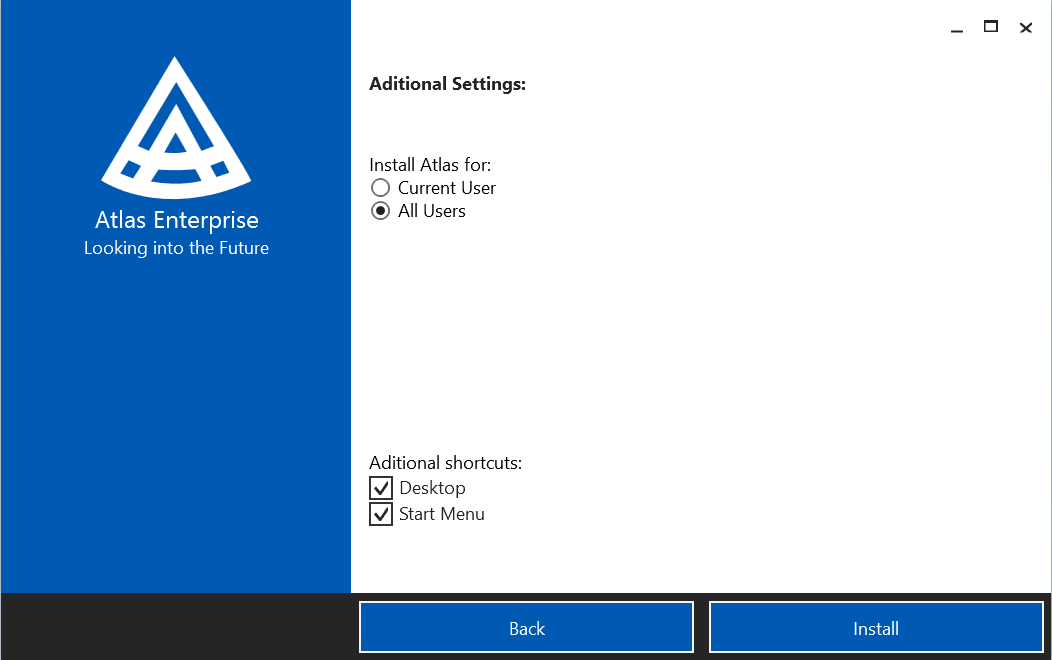 Atlas Enterprise
Looking into the Future
Aditional Settings:
Install Atlas for:
Current User
All Users
Aditional shortcuts:
Desktop
Start Menu
Back
Install